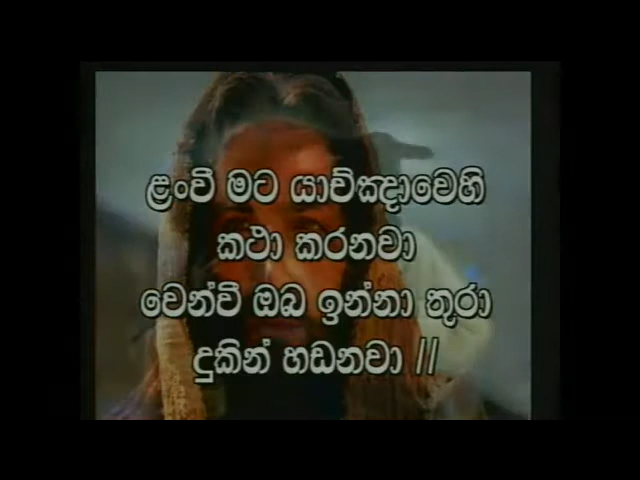 ළංවී මට යාච්ඤාවෙහි
කථා කරනවා
වෙන්වී ඔබ ඉන්නා තුරා
දුකින් හඬනවා //